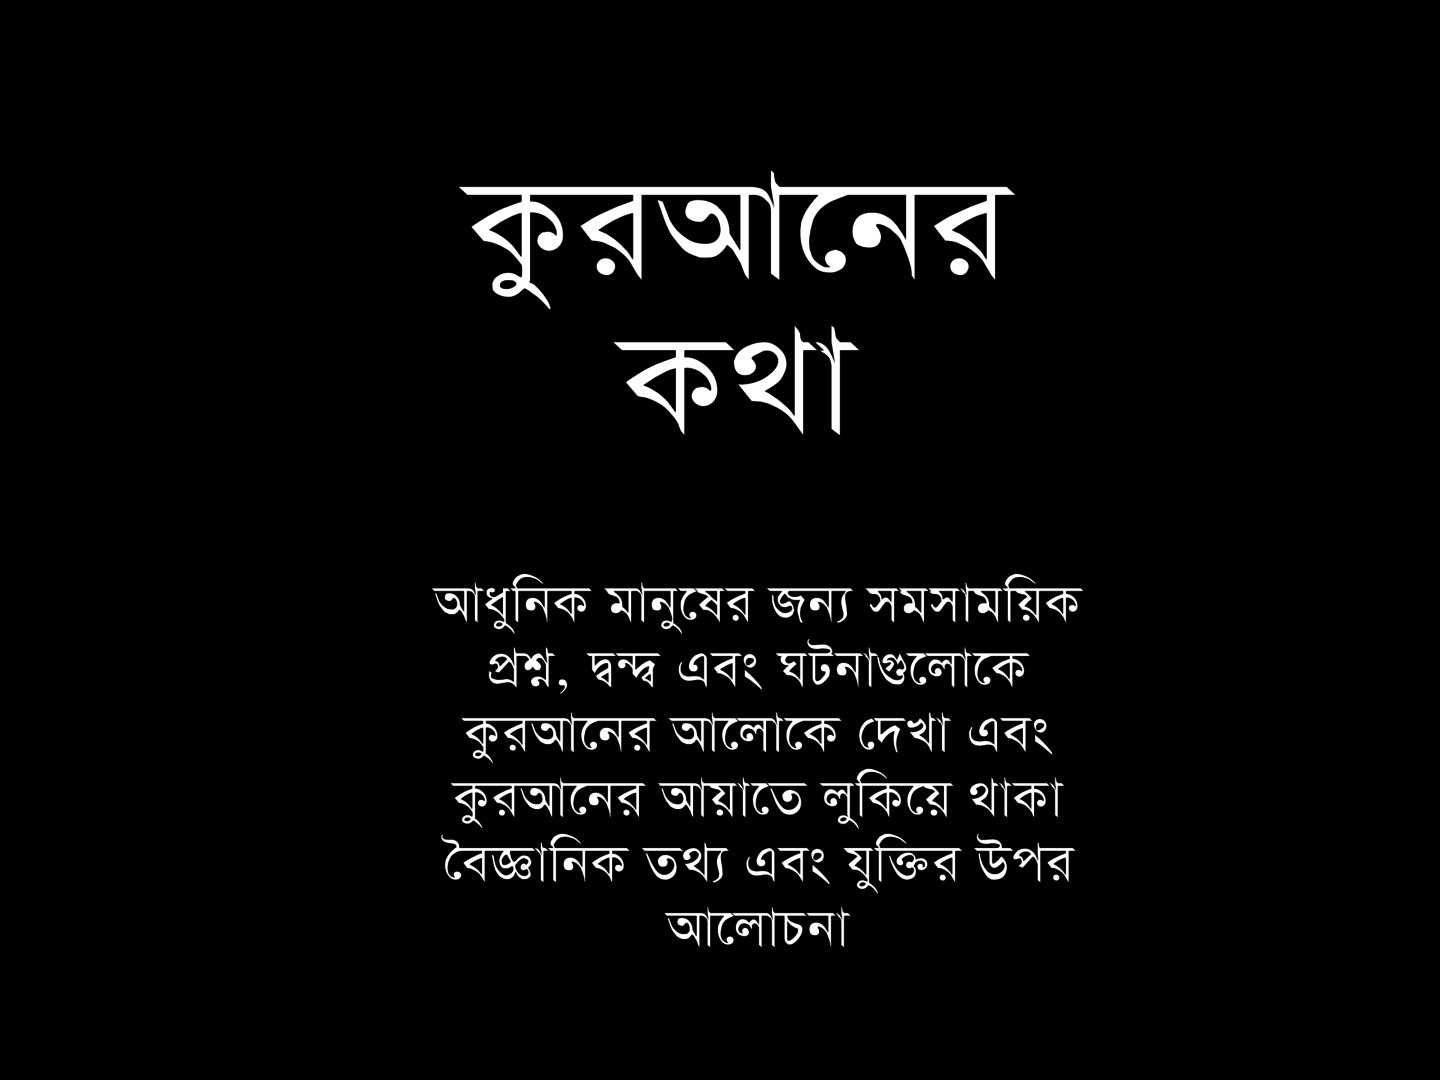 কুরআনের
কথা
আধুনিক মানুষের জন্য সমসাময়িক
প্রশ্ন, দ্বন্দ্ব এবং ঘটনাগুলোকে
কুরআনের আলোকে দেখা এবং
কুরআনের আয়াতে লুকিয়ে থাকা
বৈজ্ঞানিক তথ্য এবং যুক্তির উপর
আলোচনা